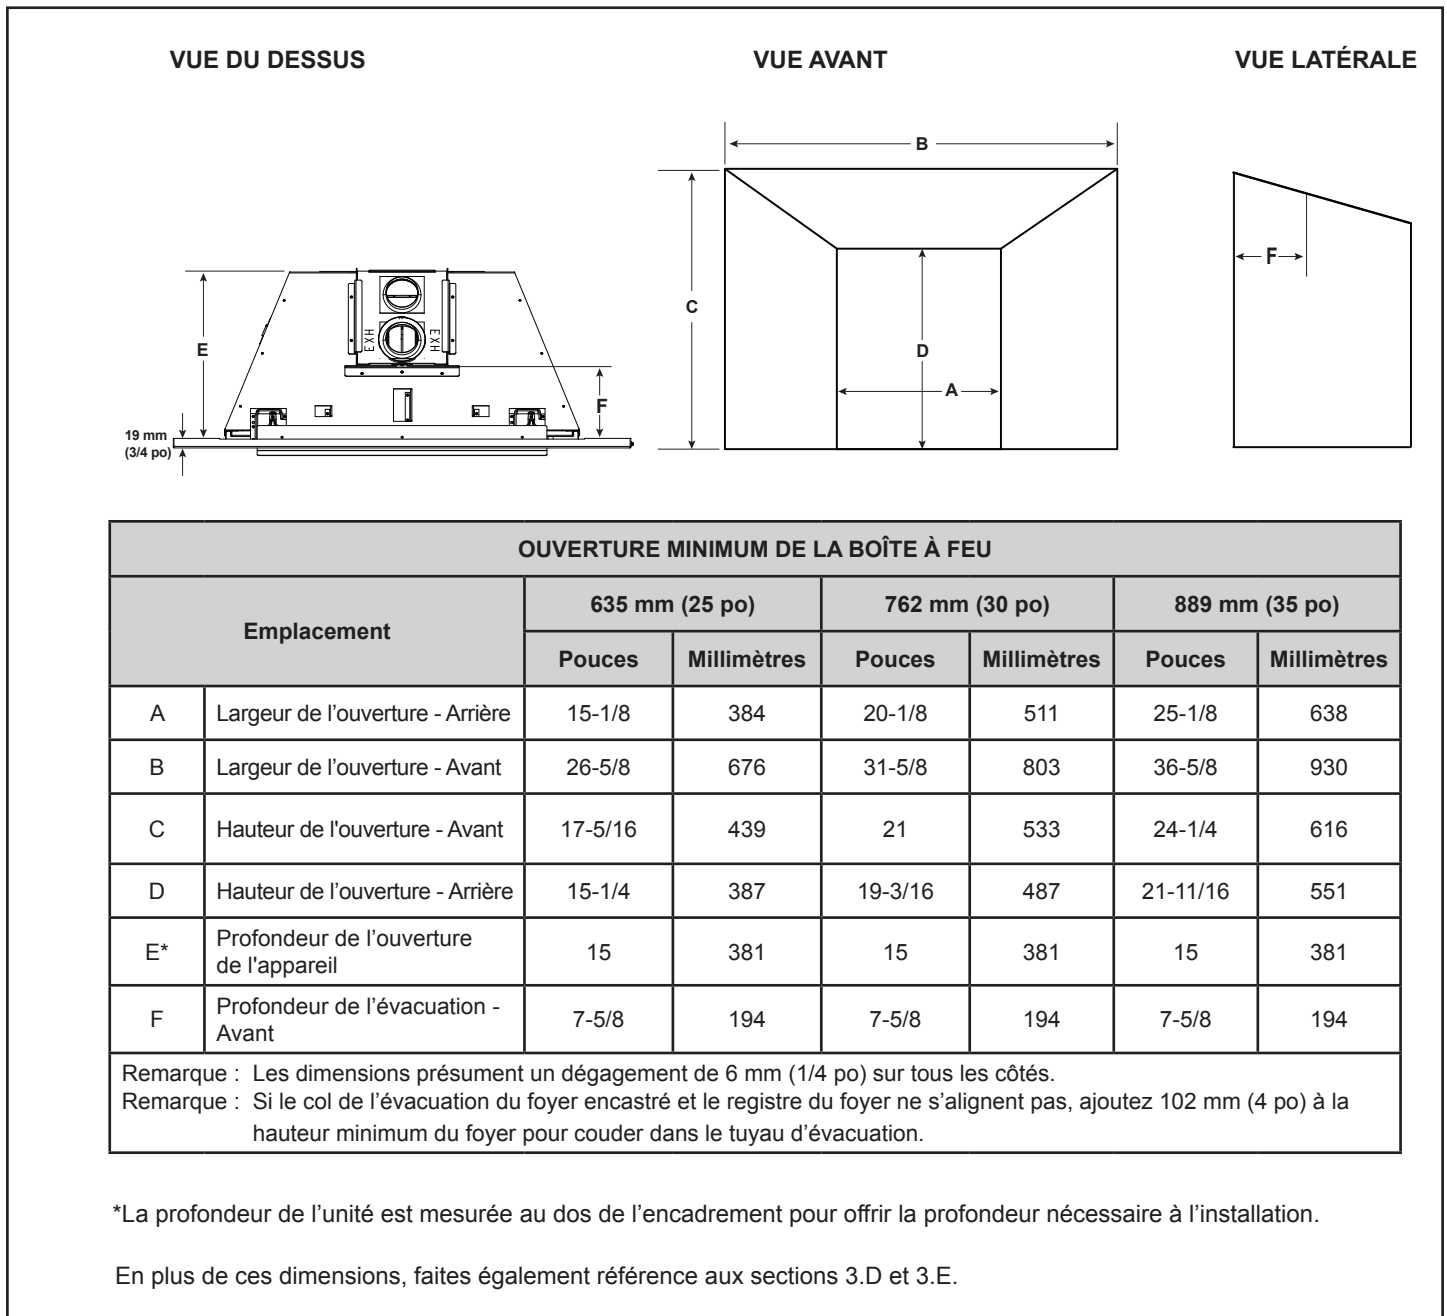 VUE DU DESSUS
VUE AVANT
VUE LATÉRALE
B
C
D
A
F
E
F
EXH
EXH
19 mm
(3/4 po)
OUVERTURE MINIMUM DE LA BOÎTE À FEU
Emplacement 635 mm (25 po) 762 mm (30 po) 889 mm (35 po)
Pouces Millimètres Pouces Millimètres Pouces Millimètres
A Largeur de l’ouverture - Arrière 15-1/8 384 20-1/8 511 25-1/8 638
B Largeur de l’ouverture - Avant 26-5/8 676 31-5/8 803 36-5/8 930
C Hauteur de l'ouverture - Avant 17-5/16 439 21 533 24-1/4 616
D Hauteur de l’ouverture - Arrière 15-1/4 387 19-3/16 487 21-11/16 551
E* Profondeur de l’ouverture
de l'appareil 15 381 15 381 15 381
F Profondeur de l’évacuation -
Avant 7-5/8 194 7-5/8 194 7-5/8 194
Remarque : Les dimensions présument un dégagement de 6 mm (1/4 po) sur tous les côtés.
Remarque : Si le col de l’évacuation du foyer encastré et le registre du foyer ne s’alignent pas, ajoutez 102 mm (4 po) à la
hauteur minimum du foyer pour couder dans le tuyau d’évacuation.
*La profondeur de l’unité est mesurée au dos de l’encadrement pour offrir la profondeur nécessaire à l’installation.
En plus de ces dimensions, faites également référence aux sections 3.D et 3.E.